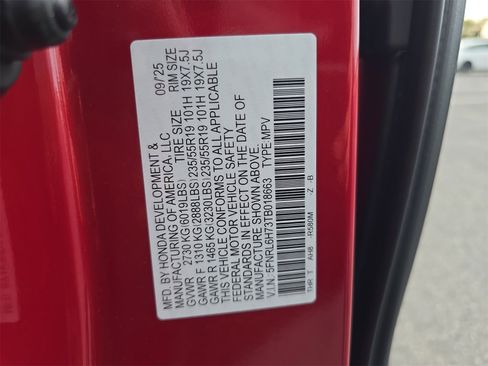 MFD. BY HONDA DEVELOPMENT & 09/'25
MANUFACTURING OF AMERICA, LLC. TIRE SIZE RIM SIZE
GVWR 2730 KG(6019LBS)
GAWR F 1310 KG(2888LBS) 235/55R19 101H 19X7.5J
GAWR R 1465 KG(3230LBS) 235/55R19 101H 19X7.5J
THIS VEHICLE CONFORMS TO ALL APPLICABLE
FEDERAL MOTOR VEHICLE SAFETY
STANDARDS IN EFFECT ON THE DATE OF
MANUFACTURE SHOWN ABOVE.
V.I.N.: 5FNRL6H73TB018663 TYPE:MPV
THR T AH8 R580M Z B